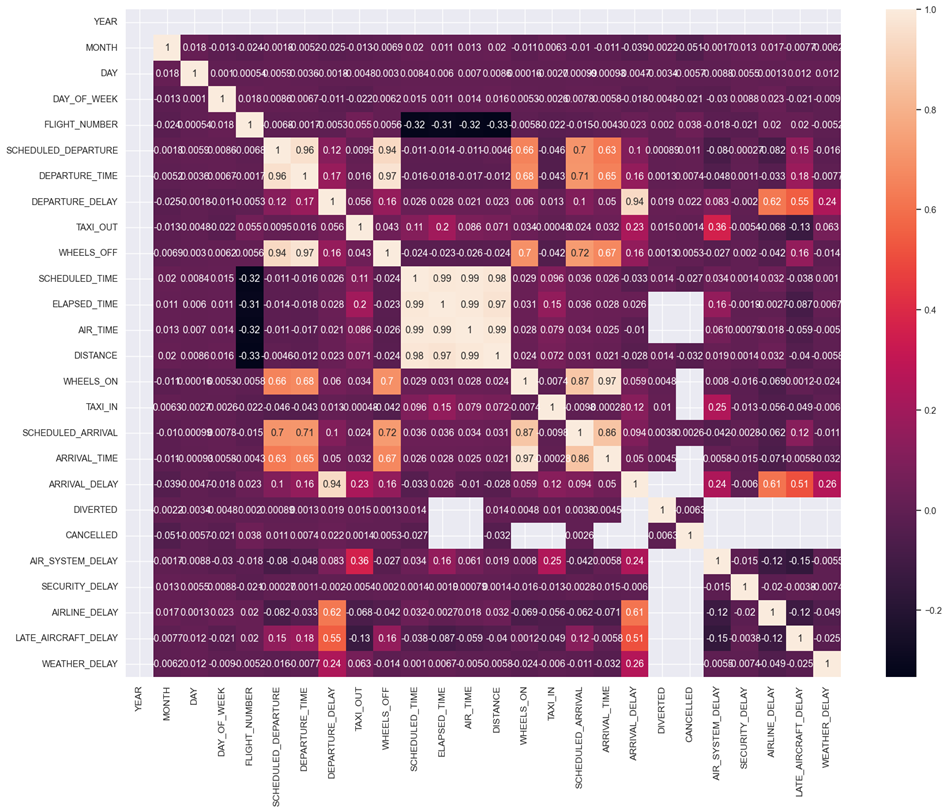 YEAR
MONTH 1 0.018 -0.013 -0.024 -0.0018 -0.0052 -0.025 -0.013 0.0069 0.02 0.011 0.013 0.02 -0.011 0.0063 -0.01 -0.011 -0.039 0.0022 -0.051 -0.0017 0.013 0.017 -0.0077 0.0062
DAY 0.018 1 0.001 0.00054 0.0059 0.0036 -0.0018 -0.0048 0.003 0.0084 0.006 0.007 0.0086 0.00016 0.0027 0.00099 0.00093 0.0047 0.0034 0.0057 0.0088 0.0055 0.0013 0.012 0.012
DAY_OF_WEEK -0.013 0.001 1 0.018 0.0086 0.0067 -0.011 -0.022 0.0062 0.015 0.011 0.014 0.016 0.0053 -0.0026 0.0078 0.0058 -0.018 0.0048 -0.021 -0.03 0.0088 0.023 -0.021 -0.009
FLIGHT_NUMBER -0.024 0.00054 0.018 1 0.0068 -0.0017 0.0053 0.055 0.0056 -0.32 -0.31 -0.32 -0.33 -0.0058 -0.022 -0.015 -0.0043 0.023 0.002 0.038 -0.018 -0.021 0.02 0.02 -0.0052
SCHEDULED_DEPARTURE -0.0018 0.0059 0.0086 0.0068 1 0.96 0.12 0.0095 0.94 -0.011 -0.014 -0.011 -0.0046 0.66 -0.046 0.7 0.63 0.1 0.00089 0.011 -0.08 0.00027 0.082 0.15 -0.016
DEPARTURE_TIME -0.0052 0.0036 0.0067 -0.0017 0.96 1 0.17 0.016 0.97 -0.016 -0.018 -0.017 -0.012 0.68 -0.043 0.71 0.65 0.16 0.0013 0.0074 -0.048 0.0011 -0.033 0.18 -0.0077
DEPARTURE_DELAY -0.025 -0.0018 -0.011 -0.0053 0.12 0.17 1 0.056 0.16 0.026 0.028 0.021 0.023 0.06 0.013 0.1 0.05 0.94 0.019 0.022 0.083 -0.002 0.62 0.55 0.24
TAXI_OUT -0.013 0.0048 -0.022 0.055 0.0095 0.016 0.056 1 0.043 0.11 0.2 0.086 0.071 0.034 0.00048 0.024 0.032 0.23 0.015 0.0014 0.36 -0.0054 0.068 -0.13 0.063
WHEELS_OFF 0.0069 0.003 0.0062 0.0056 0.94 0.97 0.16 0.043 1 -0.024 -0.023 -0.026 -0.024 0.7 -0.042 0.72 0.67 0.16 0.0013 0.0053 -0.02 0.002 -0.042 0.16 -0.014
SCHEDULED_TIME 0.02 0.0084 0.015 -0.32 -0.011 -0.016 0.026 0.11 -0.024 1 0.99 0.99 0.98 0.029 0.096 0.036 0.026 -0.033 0.014 -0.027 0.034 0.0014 0.032 -0.038 0.001
ELAPSED_TIME 0.011 0.006 0.011 -0.31 -0.014 -0.018 0.028 0.2 -0.023 0.99 1 0.99 0.97 0.031 0.15 0.036 0.028 0.026 0.16 -0.0019 0.0027 -0.087 0.0067
AIR_TIME 0.013 0.007 0.014 -0.32 -0.011 -0.017 0.021 0.086 -0.026 0.99 0.99 1 0.99 0.028 0.079 0.034 0.025 -0.01 0.061 0.00079 0.018 -0.059 -0.005
DISTANCE 0.02 0.0086 0.016 -0.33 -0.0046 -0.012 0.023 0.071 -0.024 0.98 0.97 0.99 1 0.024 0.072 0.031 0.021 -0.028 0.014 -0.032 0.019 0.0014 0.032 -0.04 -0.0058
WHEELS_ON -0.011 0.00016 0.0053 -0.0058 0.66 0.68 0.06 0.034 0.7 0.029 0.031 0.028 0.024 1 -0.0074 0.87 0.97 0.059 0.0048 0.008 -0.016 -0.069 0.0012 -0.024
TAXI_IN 0.0063 -0.0027 -0.0026 -0.022 -0.046 -0.043 0.013 0.00048 -0.042 0.096 0.15 0.079 0.072 -0.0074 1 -0.0098 0.00028 0.12 0.01 0.25 -0.013 -0.056 -0.049 -0.006
SCHEDULED_ARRIVAL -0.01 0.00099 0.0078 -0.015 0.7 0.71 0.1 0.024 0.72 0.036 0.036 0.034 0.031 0.87 -0.0098 1 0.86 0.094 0.0038 0.0026 -0.042 -0.0028 -0.062 0.12 -0.011
ARRIVAL_TIME -0.011 0.00093 0.0058 -0.0043 0.63 0.65 0.05 0.032 0.67 0.026 0.028 0.025 0.021 0.97 0.0002 0.86 1 0.05 0.0045 0.0058 -0.015 -0.071 -0.0058 -0.032
ARRIVAL_DELAY -0.039 -0.0047 -0.018 0.023 0.1 0.16 0.94 0.23 0.16 -0.033 0.026 -0.01 -0.028 0.059 0.12 0.094 0.05 1 0.24 -0.006 0.61 0.51 0.26
DIVERTED 0.0022 0.0034 -0.0048 0.002 0.00089 0.0013 0.019 0.015 0.0013 0.014 0.014 0.0048 0.01 0.0038 0.0045 1 -0.0063
CANCELLED -0.051 -0.0057 -0.021 0.038 0.011 0.0074 0.022 0.0014 0.0053 -0.027 -0.032 0.0026 0.0063 1
AIR_SYSTEM_DELAY -0.0017 0.0088 -0.03 -0.018 -0.08 -0.048 0.083 0.36 -0.02 0.034 0.16 0.061 0.019 0.008 0.25 -0.042 0.0058 0.24 1 -0.015 -0.12 -0.15 0.0055
SECURITY_DELAY 0.013 0.0055 0.0088 -0.021 0.00027 0.0011 -0.002 0.0054 0.002 0.0014 -0.0019 0.00079 0.0014 -0.016 -0.013 -0.0028 -0.015 -0.006 -0.015 1 -0.02 -0.0038 0.0074
AIRLINE_DELAY 0.017 0.0013 0.023 0.02 -0.082 -0.033 0.62 -0.068 -0.042 0.032 0.0027 0.018 0.032 -0.069 -0.056 -0.062 -0.071 0.61 -0.12 -0.02 1 -0.12 -0.049
LATE_AIRCRAFT_DELAY 0.0077 0.012 -0.021 0.02 0.15 0.18 0.55 -0.13 0.16 -0.038 -0.087 -0.059 -0.04 0.0012 -0.049 0.12 -0.0058 0.51 -0.15 0.0038 -0.12 1 -0.025
WEATHER_DELAY -0.0062 0.012 -0.009 0.0052 -0.016 0.0077 0.24 0.063 -0.014 0.001 0.0067 -0.005 0.0058 -0.024 -0.006 -0.011 -0.032 0.26 0.0055 0.0074 -0.049 -0.025 1
YEAR
MONTH
DAY
DAY_OF_WEEK
FLIGHT_NUMBER
SCHEDULED_DEPARTURE
DEPARTURE_TIME
DEPARTURE_DELAY
TAXI_OUT
WHEELS_OFF
SCHEDULED_TIME
ELAPSED_TIME
AIR_TIME
DISTANCE
WHEELS_ON
TAXI_IN
SCHEDULED_ARRIVAL
ARRIVAL_TIME
ARRIVAL_DELAY
DIVERTED
CANCELLED
AIR_SYSTEM_DELAY
SECURITY_DELAY
AIRLINE_DELAY
LATE_AIRCRAFT_DELAY
WEATHER_DELAY
1.0
0.8
0.6
0.4
0.2
0.0
−0.2